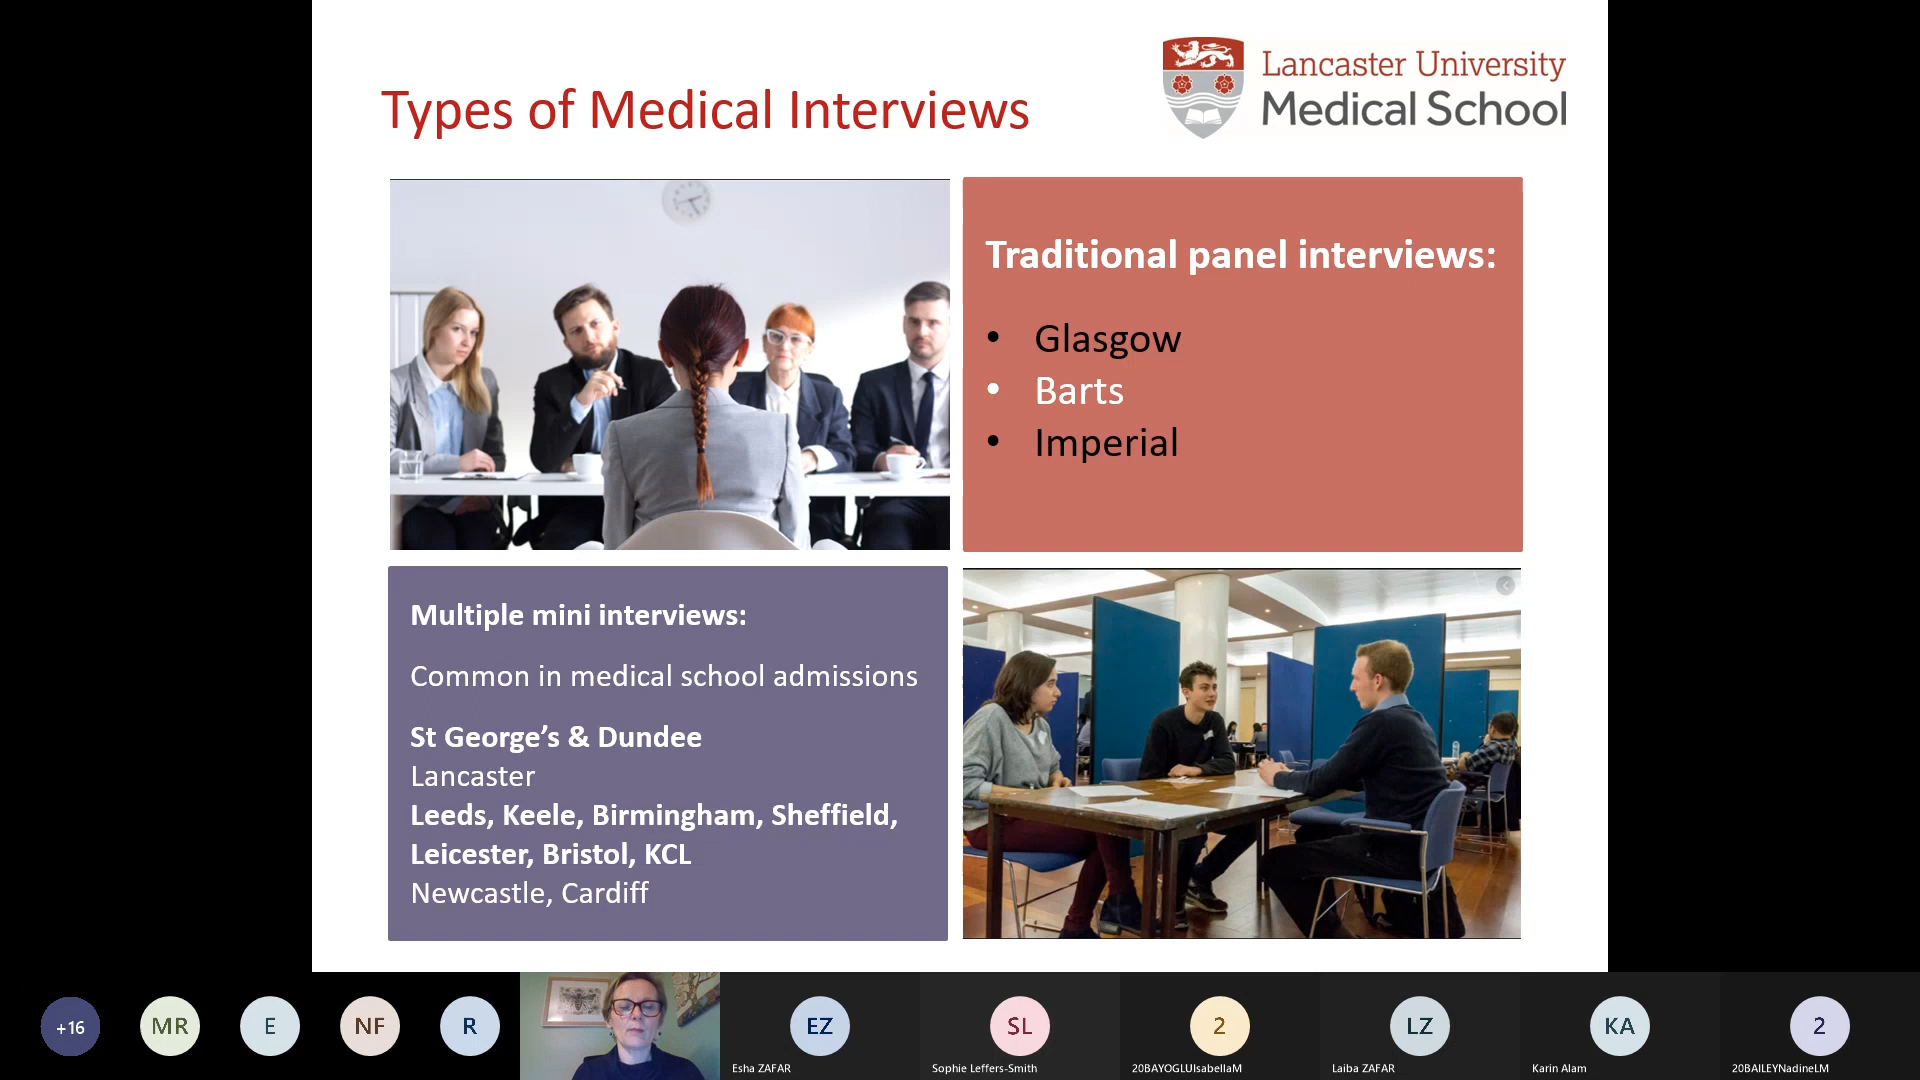 Types of Medical Interviews
Lancaster University
Medical School
Traditional panel interviews:
• Glasgow
• Barts
• Imperial
Multiple mini interviews:
Common in medical school admissions
St George’s & Dundee
Lancaster
Leeds, Keele, Birmingham, Sheffield,
Leicester, Bristol, KCL
Newcastle, Cardiff
+16
MR
E
NF
R
EZ
Esha ZAFAR
SL
Sophie Leffers-Smith
2
20BAYOGLUIsabellaM
LZ
Laiba ZAFAR
KA
Karin Alam
2
20BAILEYNadineLM